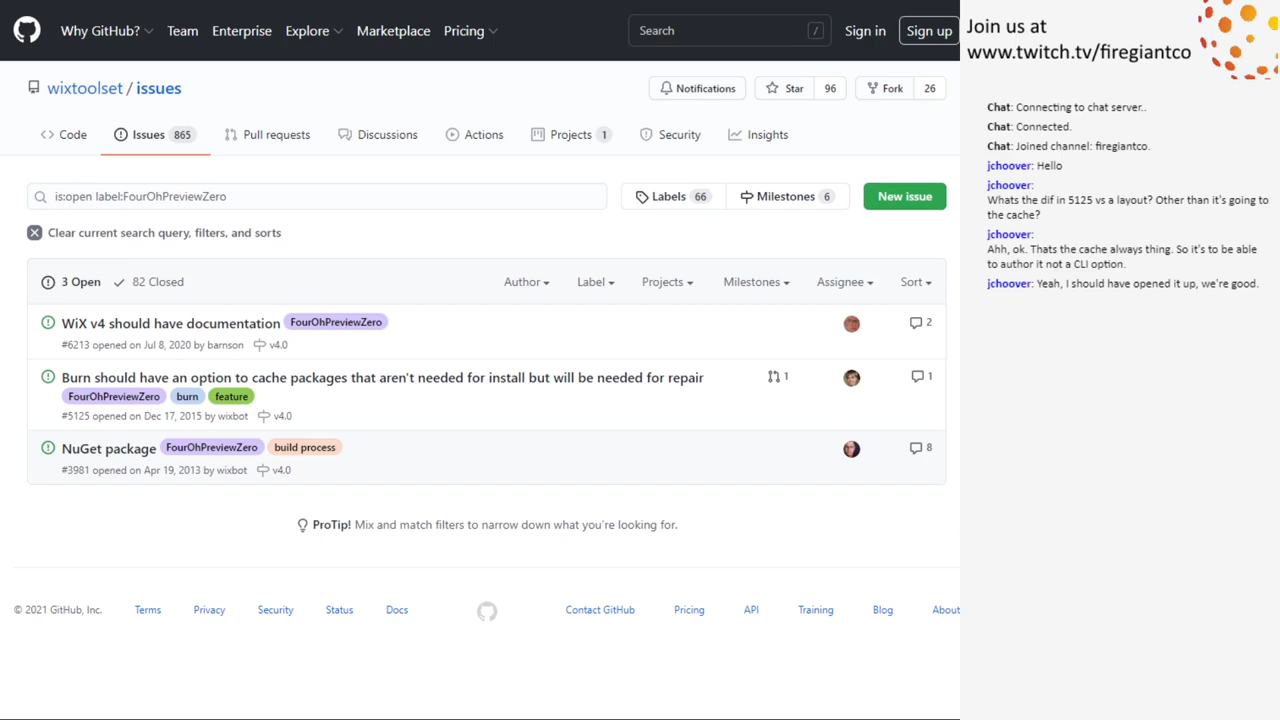 Why GitHub? Team Enterprise Explore Marketplace Pricing Search / Sign in Sign up
wixtoolset / issues Notifications Star 96 Fork 26
Code Issues 865 Pull requests Discussions Actions Projects 1 Security Insights
is:open label:FourOhPreviewZero Labels 66 Milestones 6 New issue
Clear current search query, filters, and sorts
3 Open 82 Closed Author Label Projects Milestones Assignee Sort
WiX v4 should have documentation FourOhPreviewZero 2
#6213 opened on Jul 8, 2020 by barnson v4.0
Burn should have an option to cache packages that aren't needed for install but will be needed for repair 1 1
FourOhPreviewZero burn feature
#5125 opened on Dec 17, 2015 by wixbot v4.0
NuGet package FourOhPreviewZero build process 8
#3981 opened on Apr 19, 2013 by wixbot v4.0
ProTip! Mix and match filters to narrow down what you're looking for.
© 2021 GitHub, Inc. Terms Privacy Security Status Docs Contact GitHub Pricing API Training Blog About
Join us at
www.twitch.tv/firegiantco
Chat: Connecting to chat server..
Chat: Connected.
Chat: Joined channel: firegiantco.
jchoover: Hello
jchoover:
Whats the dif in 5125 vs a layout? Other than it's going to
the cache?
jchoover:
Ahh, ok. Thats the cache always thing. So it's to be able
to author it not a CLI option.
jchoover: Yeah, I should have opened it up, we're good.